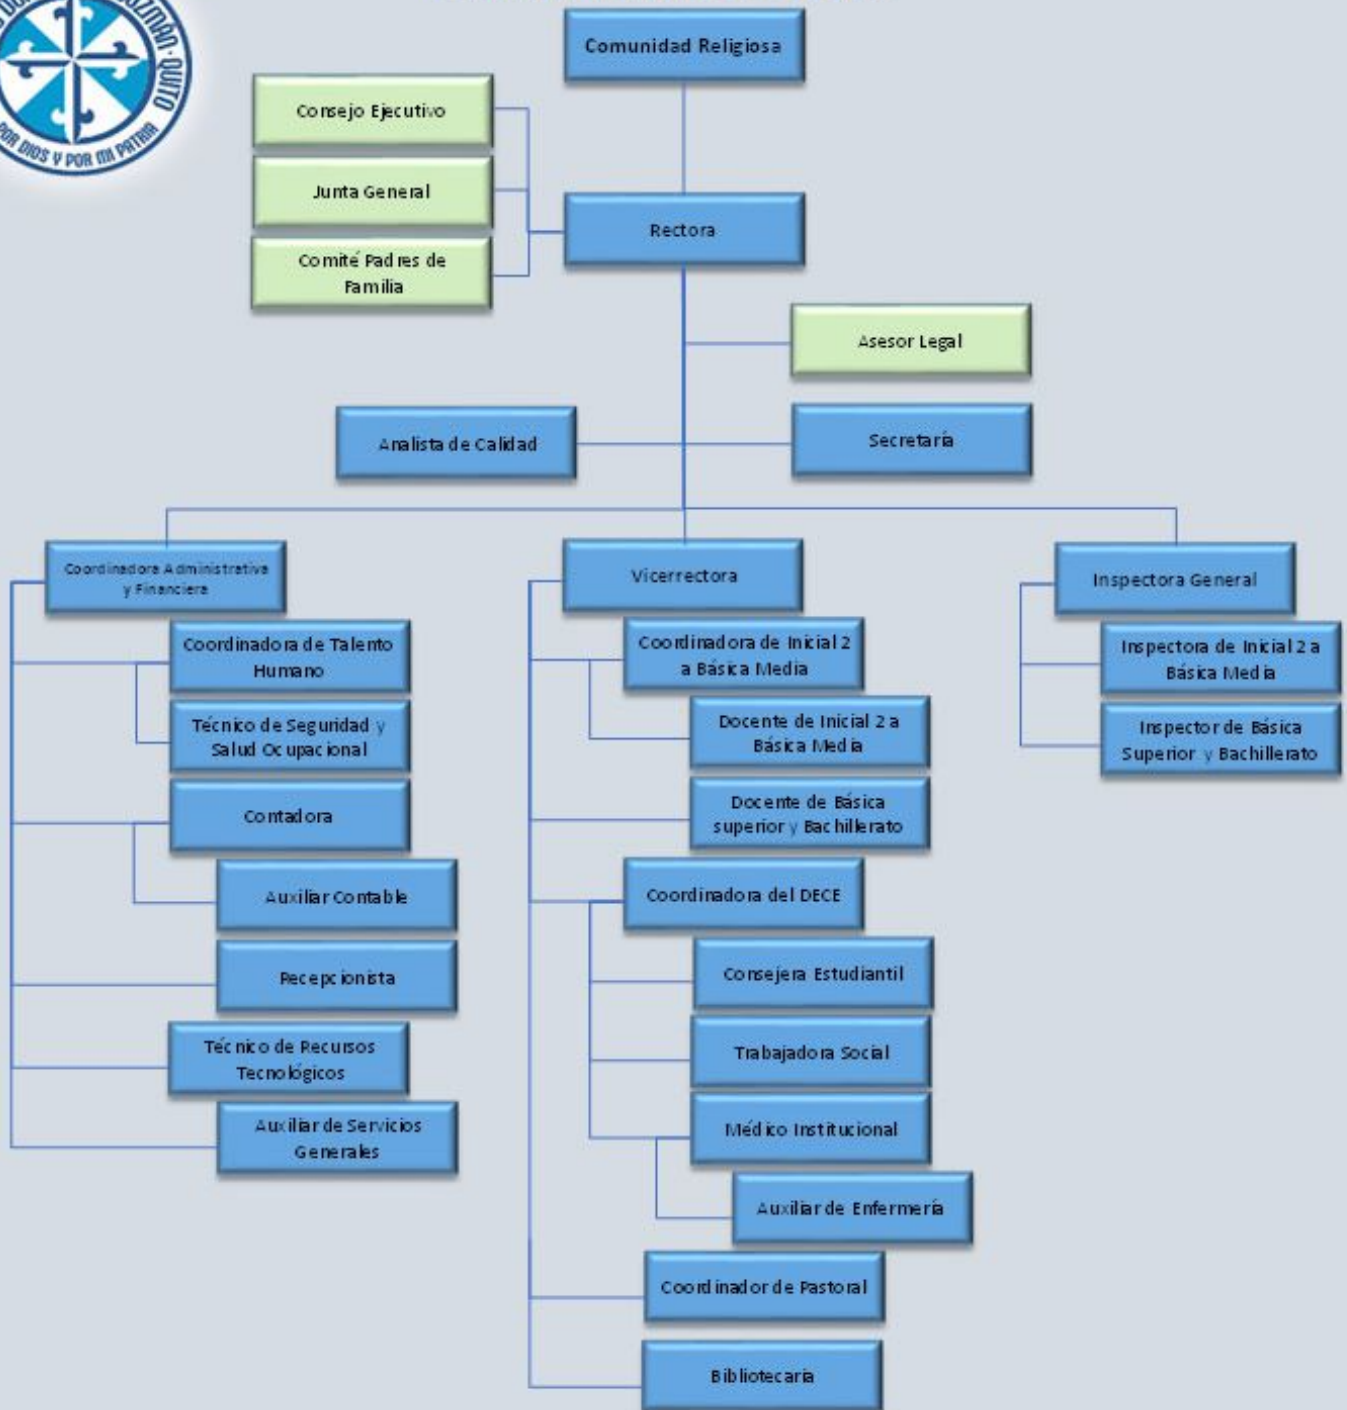 GUZMÁN · QUITO
POR DIOS Y POR MI PATRIA
Comunidad Religiosa
Consejo Ejecutivo
Junta General
Comité Padres de
Familia
Rectora
Asesor Legal
Analista de Calidad
Secretaría
Coordinadora Administrativa
y Financiera
Coordinadora de Talento
Humano
Técnico de Seguridad y
Salud Ocupacional
Contadora
Auxiliar Contable
Recepcionista
Técnico de Recursos
Tecnológicos
Auxiliar de Servicios
Generales
Vicerrectora
Coordinadora de Inicial 2
a Básica Media
Docente de Inicial 2 a
Básica Media
Docente de Básica
superior y Bachillerato
Coordinadora del DECE
Consejera Estudiantil
Trabajadora Social
Médico Institucional
Auxiliar de Enfermería
Coordinador de Pastoral
Bibliotecaria
Inspectora General
Inspectora de Inicial 2 a
Básica Media
Inspector de Básica
Superior y Bachillerato